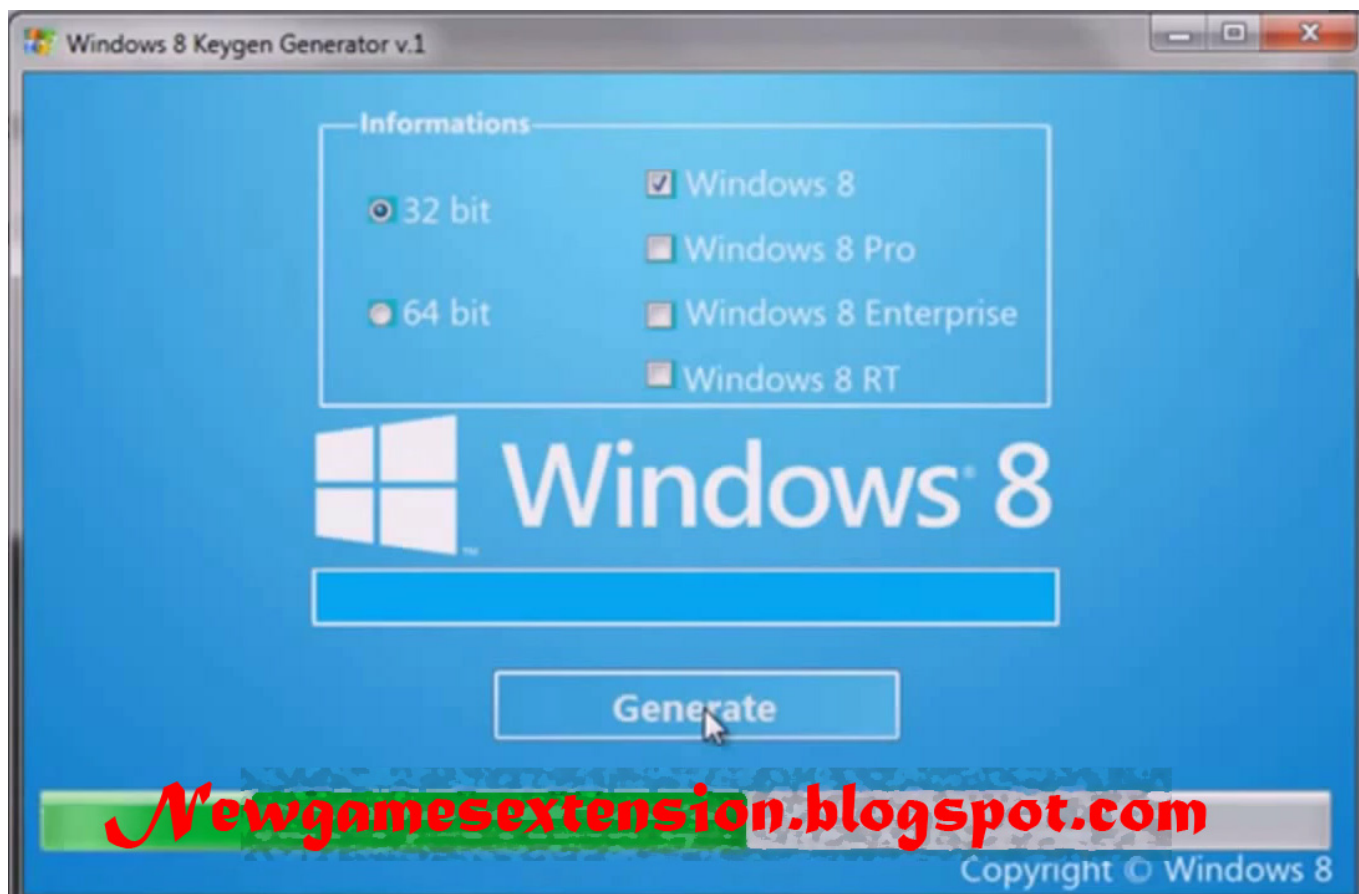 Windows 8 Keygen Generator v.1
Informations
32 bit
64 bit
Windows 8
Windows 8 Pro
Windows 8 Enterprise
Windows 8 RT
Windows® 8
™
Generate
Newgamesextension.blogspot.com
Copyright © Windows 8